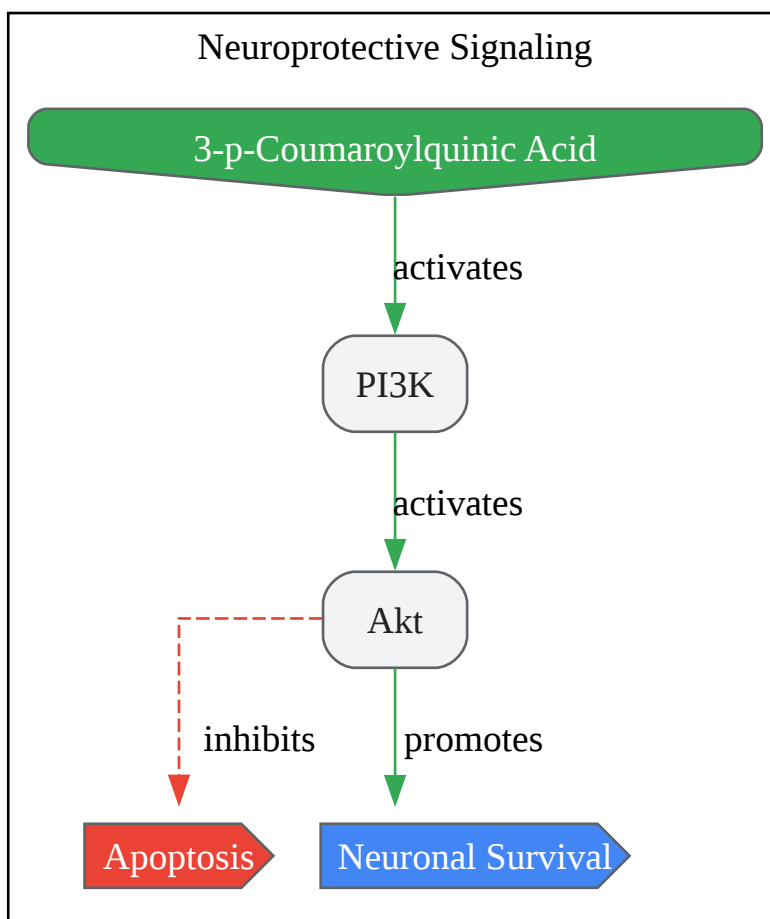 Neuroprotective Signaling
3-p-Coumaroylquinic Acid
activates
PI3K
activates
Akt
inhibits
promotes
Apoptosis
Neuronal Survival